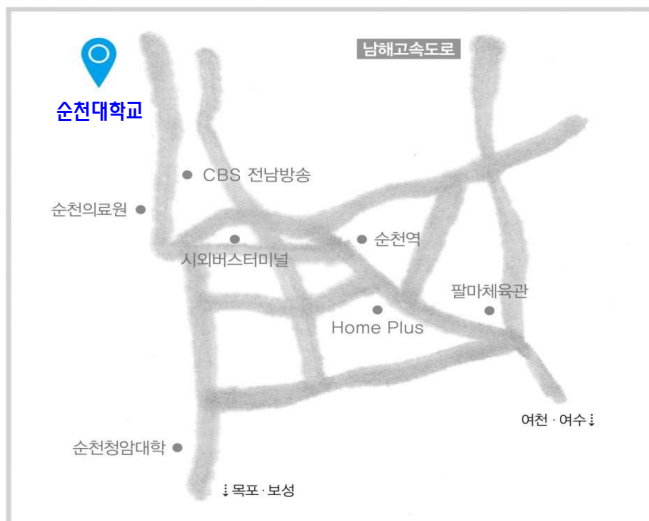 남해고속도로
순천대학교
CBS 전남방송
순천의료원
순천역
시외버스터미널
팔마체육관
Home Plus
여천 · 여수
순천청암대학
목포 · 보성